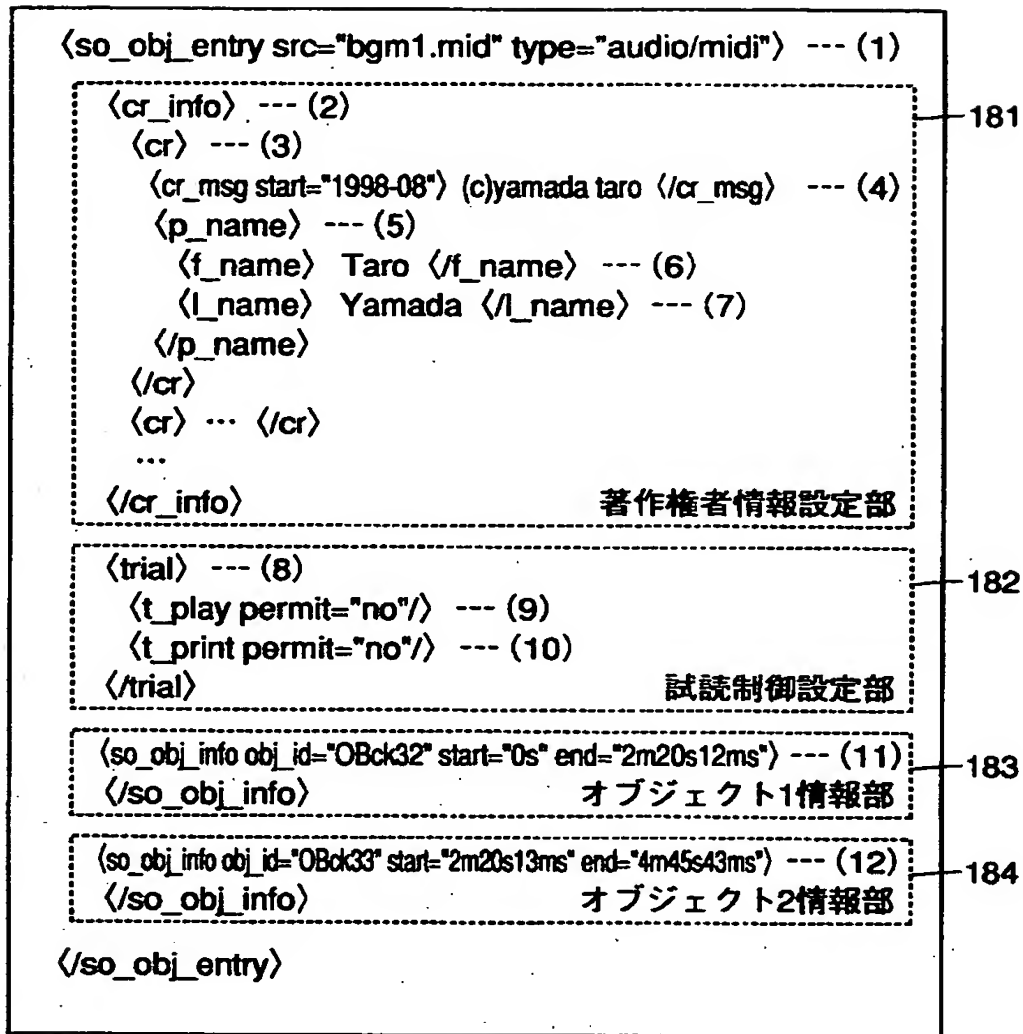 〈so_obj_entry src="bgm1.mid" type="audio/midi"〉 --- (1)
〈cr_info〉 --- (2)
181
〈cr〉 --- (3)
〈cr_msg start="1998-08"〉 (c)yamada taro 〈/cr_msg〉 --- (4)
〈p_name〉 --- (5)
〈f_name〉 Taro 〈/f_name〉 --- (6)
〈l_name〉 Yamada 〈/l_name〉 --- (7)
〈/p_name〉
〈/cr〉
〈cr〉 … 〈/cr〉
…
〈/cr_info〉 著作権者情報設定部
〈trial〉 --- (8)
182
〈t_play permit="no"/〉 --- (9)
〈t_print permit="no"/〉 --- (10)
〈/trial〉 試読制御設定部
〈so_obj_info obj_id="OBck32" start="0s" end="2m20s12ms"〉 --- (11)
183
〈/so_obj_info〉 オブジェクト1情報部
〈so_obj_info obj_id="OBck33" start="2m20s13ms" end="4m45s43ms"〉 --- (12)
184
〈/so_obj_info〉 オブジェクト2情報部
〈/so_obj_entry〉